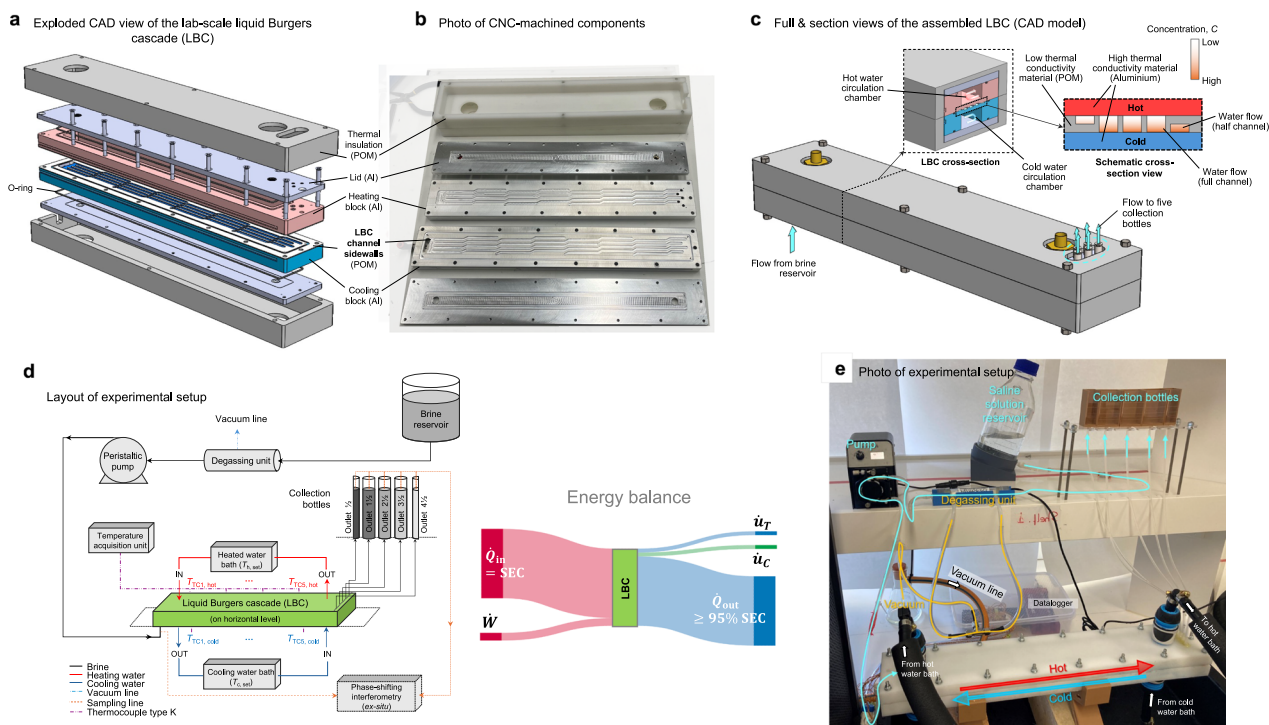 a
Exploded CAD view of the lab-scale liquid Burgers
cascade (LBC)
O-ring
Thermal
insulation
(POM)
Lid (Al)
Heating
block (Al)
LBC
channel
sidewalls
(POM)
Cooling
block (Al)
b
Photo of CNC-machined components
c
Full & section views of the assembled LBC (CAD model)
Concentration, C
Low
High
Low thermal
conductivity
material (POM)
High thermal
conductivity material
(Aluminium)
Hot water
circulation
chamber
Hot
Cold
Water flow
(half channel)
LBC cross-section
Cold water
circulation
chamber
Schematic cross-
section view
Water flow
(full channel)
Flow to five
collection
bottles
Flow from brine
reservoir
d
Layout of experimental setup
Vacuum line
Brine
reservoir
Peristaltic
pump
Degassing unit
Collection
bottles
Outlet ½
Outlet 1½
Outlet 2½
Outlet 3½
Outlet 4½
Temperature
acquisition unit
Heated water
bath (Th, set)
IN
OUT
TTC1, hot
...
TTC5, hot
Liquid Burgers cascade (LBC)
(on horizontal level)
TTC1, cold
...
TTC5, cold
OUT
IN
Cooling water bath
(Tc, set)
Brine
Heating water
Cooling water
Vacuum line
Sampling line
Thermocouple type K
Phase-shifting
interferometry
(ex-situ)
Energy balance
Q̇in
= SEC
Ẇ
LBC
u̇T
u̇C
Q̇out
≥ 95% SEC
e
Photo of experimental setup
Saline
solution
reservoir
Collection bottles
Pump
Degassing unit
Vacuum line
Vacuum
Datalogger
To hot
water bath
From hot
water bath
Hot
Cold
From cold
water bath